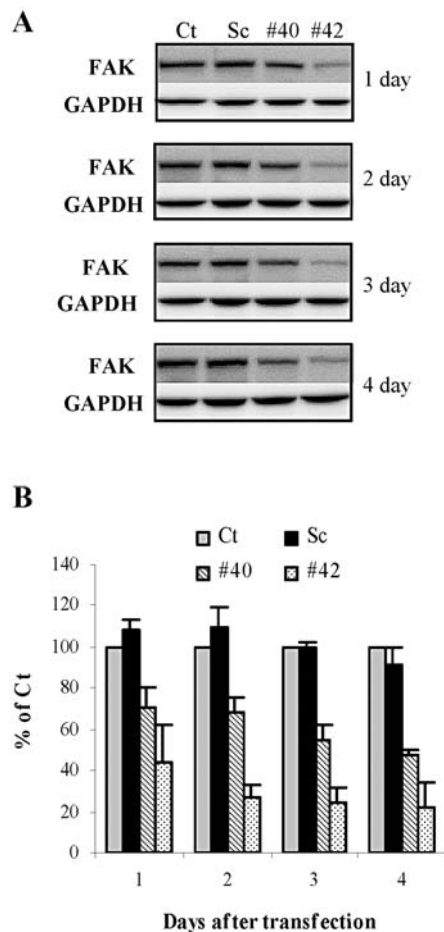 A
Ct Sc #40 #42
FAK
GAPDH
1 day
FAK
GAPDH
2 day
FAK
GAPDH
3 day
FAK
GAPDH
4 day
B
Ct Sc
#40 #42
140
120
100
80
60
40
20
0
% of Ct
1 2 3 4
Days after transfection